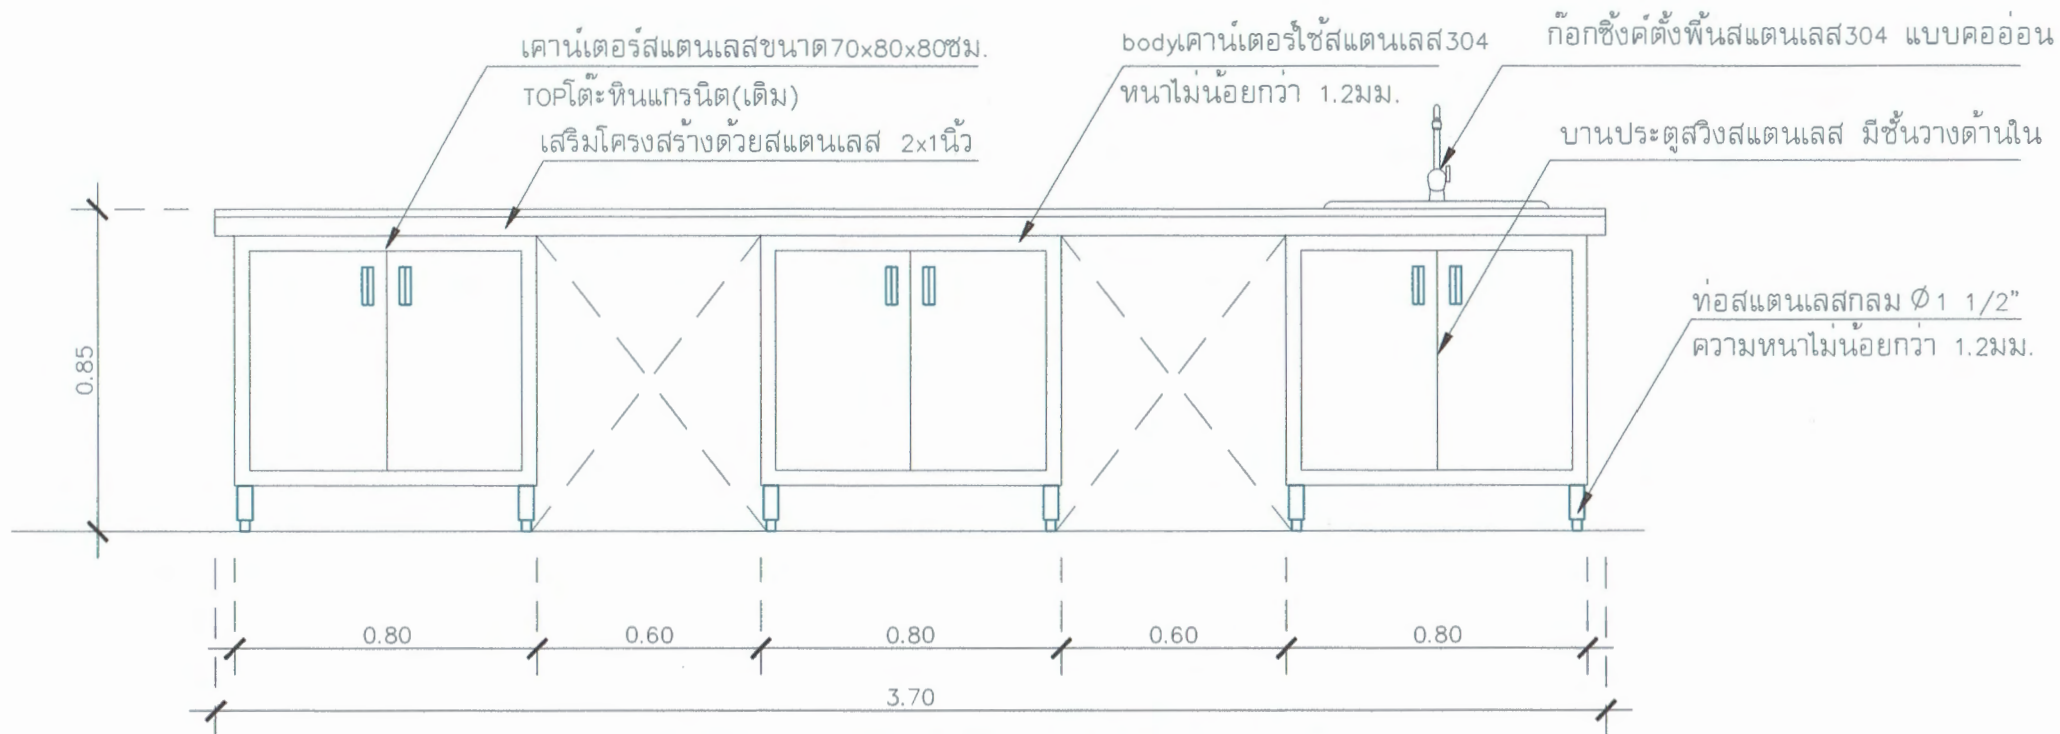 เคาน์เตอร์สแตนเลสขนาด70x80x80ซม.
TOPโต๊ะหินแกรนิต(เดิม)
เสริมโครงสร้างด้วยสแตนเลส 2x1นิ้ว
bodyเคาน์เตอร์ใช้สแตนเลส304
หนาไม่น้อยกว่า 1.2มม.
ก๊อกซิ้งค์ตั้งพื้นสแตนเลส304 แบบคออ่อน
บานประตูสวิงสแตนเลส มีชั้นวางด้านใน
ท่อสแตนเลสกลม Ø1 1/2"
ความหนาไม่น้อยกว่า 1.2มม.
0.85
0.80 0.60 0.80 0.60 0.80
3.70